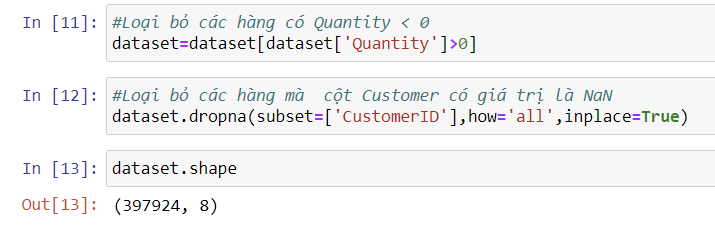 In [11]: #Loại bỏ các hàng có Quantity < 0
dataset=dataset[dataset['Quantity']>0]
In [12]: #Loại bỏ các hàng mà  cột Customer có giá trị là NaN
dataset.dropna(subset=['CustomerID'],how='all',inplace=True)
In [13]: dataset.shape
Out[13]: (397924, 8)